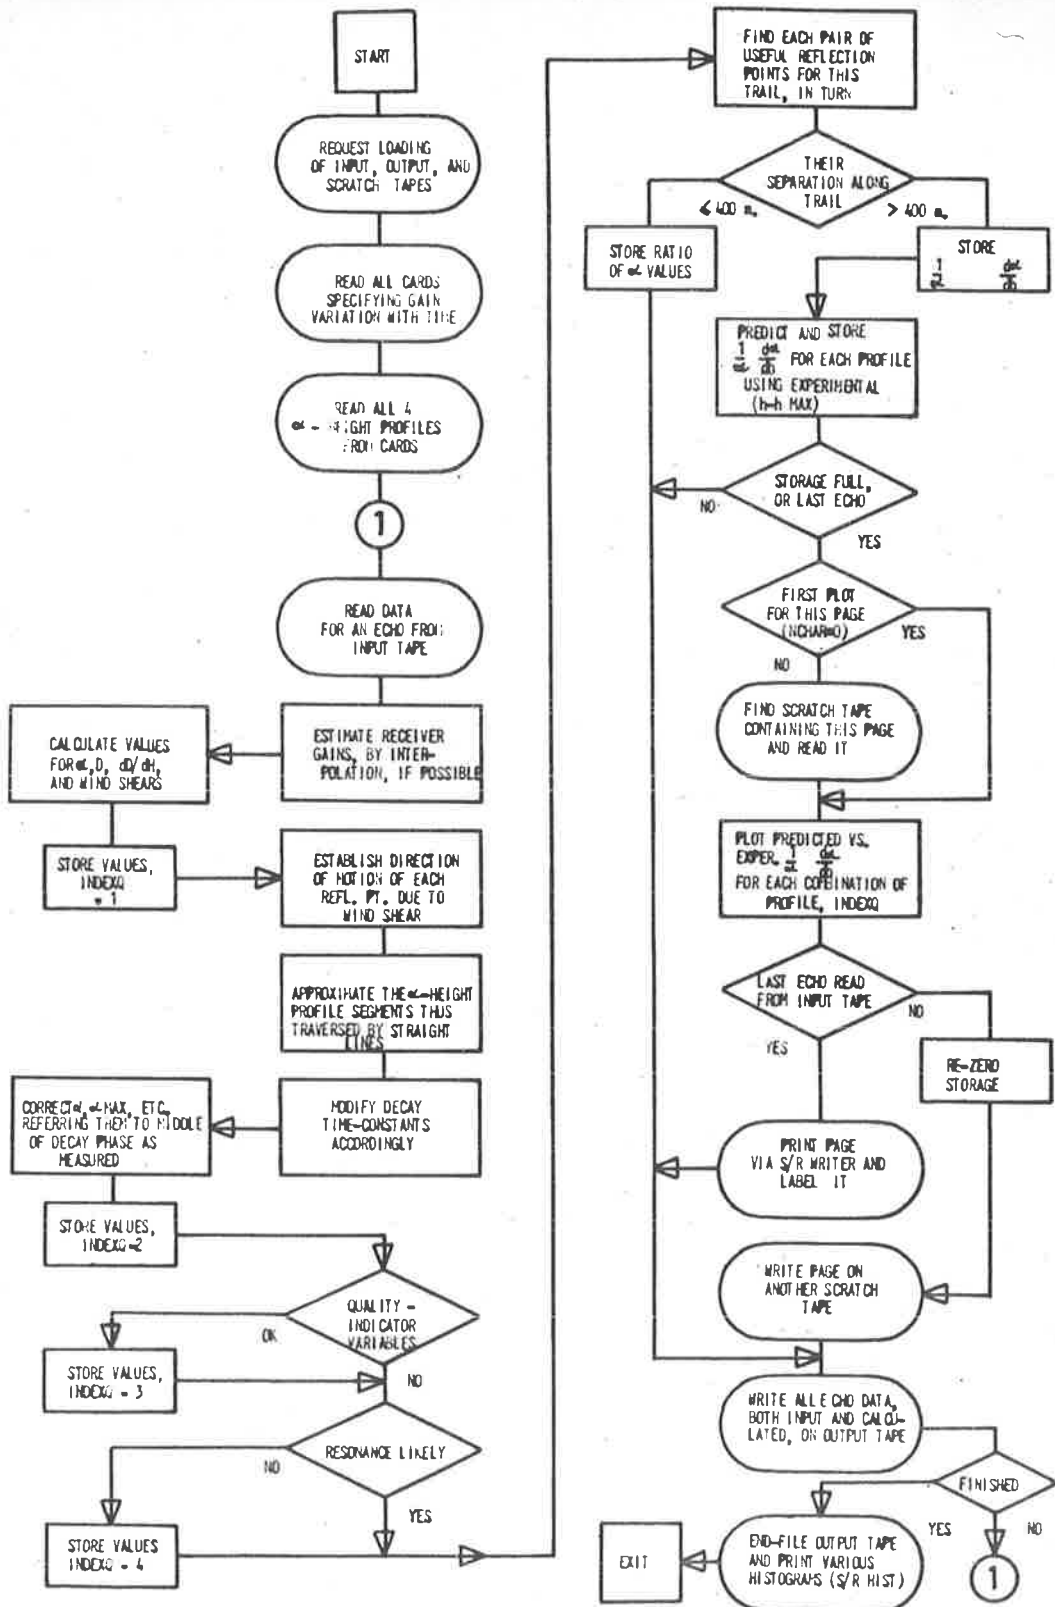 START
REQUEST LOADING
OF INPUT, OUTPUT, AND
SCRATCH TAPES
READ ALL CARDS
SPECIFYING GAIN
VARIATION WITH TIME
READ ALL 4
α - HEIGHT PROFILES
FROM CARDS
1
READ DATA
FOR AN ECHO FROM
INPUT TAPE
ESTIMATE RECEIVER
GAINS, BY INTER-
POLATION, IF POSSIBLE
CALCULATE VALUES
FOR α, D, dD/dH,
AND WIND SHEARS
STORE VALUES,
INDEXQ
= 1
ESTABLISH DIRECTION
OF MOTION OF EACH
REFL. PT. DUE TO
WIND SHEAR
APPROXIMATE THE α-HEIGHT
PROFILE SEGMENTS THUS
TRAVERSED BY STRAIGHT
LINES
MODIFY DECAY
TIME-CONSTANTS
ACCORDINGLY
CORRECT α, α MAX, ETC.
REFERRING THEM TO MIDDLE
OF DECAY PHASE AS
MEASURED
STORE VALUES,
INDEXQ=2
QUALITY -
INDICATOR
VARIABLES
OK
NO
STORE VALUES,
INDEXQ = 3
RESONANCE LIKELY
NO
YES
STORE VALUES
INDEXQ = 4
FIND EACH PAIR OF
USEFUL REFLECTION
POINTS FOR THIS
TRAIL, IN TURN
THEIR
SEPARATION ALONG
TRAIL
≤ 400 m.
> 400 m.
STORE RATIO
OF α VALUES
STORE
PREDICT AND STORE
1/α dα/dh FOR EACH PROFILE
USING EXPERIMENTAL
(h-h MAX)
STORAGE FULL,
OR LAST ECHO
NO
YES
FIRST PLOT
FOR THIS PAGE
(NCHAR=0)
YES
NO
FIND SCRATCH TAPE
CONTAINING THIS PAGE
AND READ IT
PLOT PREDICTED VS.
EXPER. 1/α dα/dh
FOR EACH COMBINATION OF
PROFILE, INDEXQ
LAST ECHO READ
FROM INPUT TAPE
NO
YES
RE-ZERO
STORAGE
PRINT PAGE
VIA S/R WRITER AND
LABEL IT
WRITE PAGE ON
ANOTHER SCRATCH
TAPE
WRITE ALL ECHO DATA,
BOTH INPUT AND CALCU-
LATED, ON OUTPUT TAPE
FINISHED
YES
NO
1
END-FILE OUTPUT TAPE
AND PRINT VARIOUS
HISTOGRAMS (S/R HIST)
EXIT